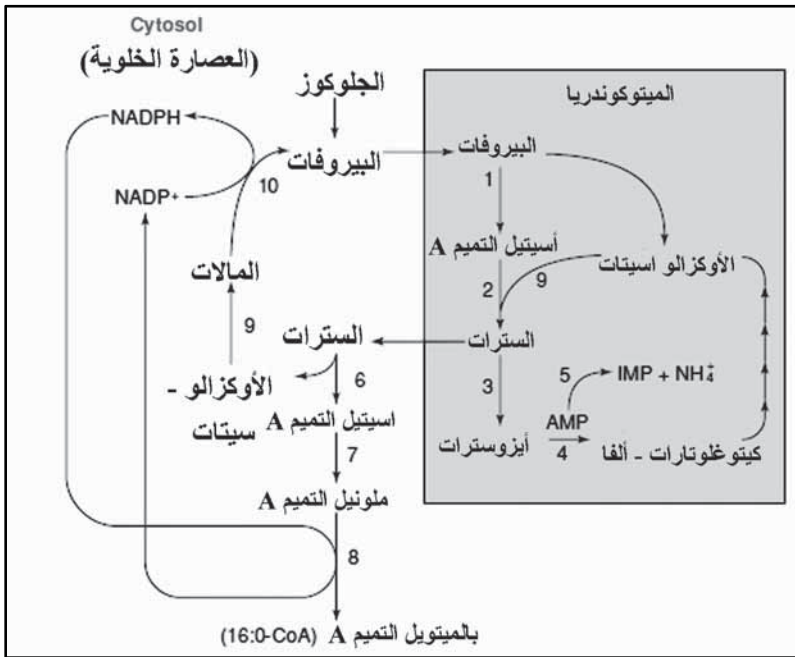 Cytosol
(العصارة الخلوية)
الجلوكوز
الميتوكوندريا
NADPH
البيروفات
البيروفات
10
1
NADP+
أسيتيل التميم A
الأوكزالو اسيتات
المالات
2
9
9
السترات
السترات
6
3
5
IMP + NH₄⁺
الأوكزالو -
سيتات
اسيتيل التميم A
AMP
أيزوسترات
4
كيتوغلوتارات - ألفا
7
ملونيل التميم A
8
بالميتويل التميم A (16:0-CoA)